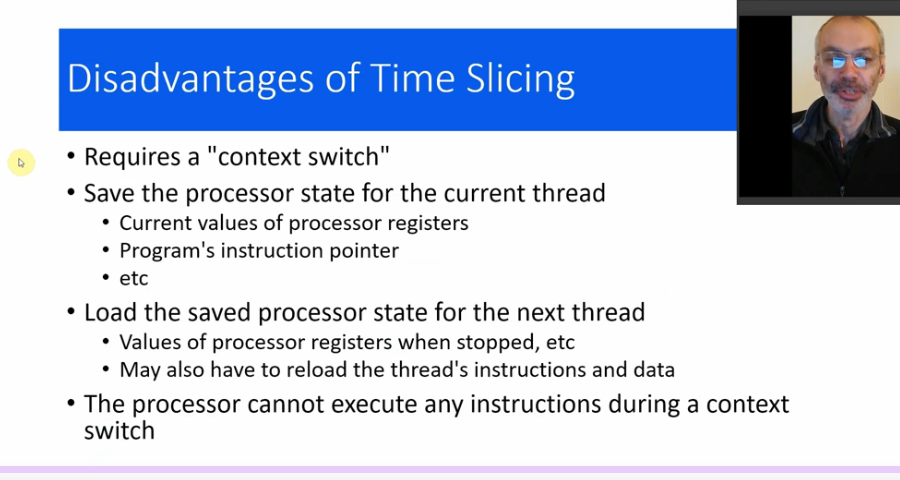 Disadvantages of Time Slicing
• Requires a "context switch"
• Save the processor state for the current thread
• Current values of processor registers
• Program's instruction pointer
• etc
• Load the saved processor state for the next thread
• Values of processor registers when stopped, etc
• May also have to reload the thread's instructions and data
• The processor cannot execute any instructions during a context
switch